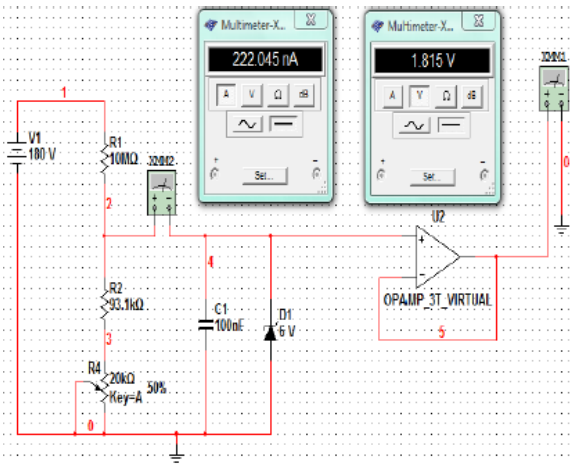 Multimeter-X...
222.045 nA
A V Ω dB
+ Set... -
Multimeter-X...
1.815 V
A V Ω dB
+ Set... -
XMM1
+ -
0
1
V1
180 V
R1
10MΩ
XMM2
+ -
2
4
R2
93.1kΩ
3
C1
100nF
D1
6 V
U2
+
-
OPAMP_3T_VIRTUAL
5
R4
20kΩ
50%
Key=A
0